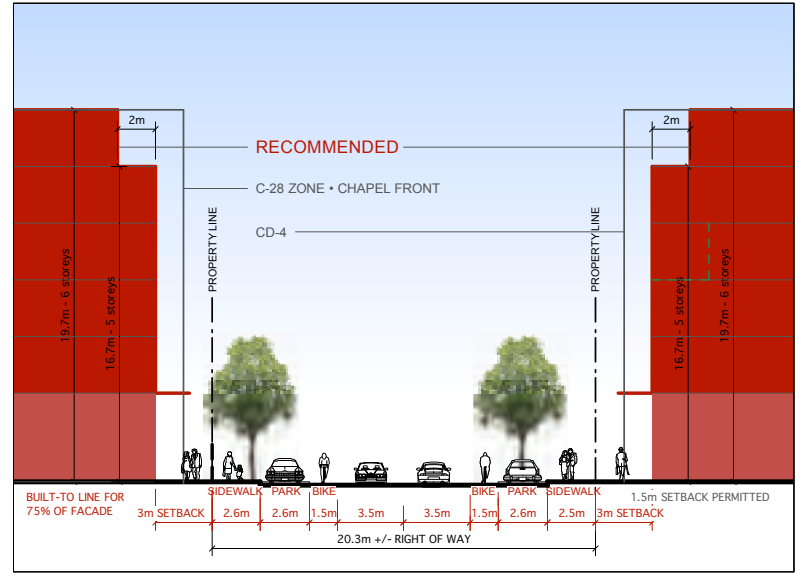 2m
2m
RECOMMENDED
C-28 ZONE • CHAPEL FRONT
CD-4
PROPERTY LINE
PROPERTY LINE
19.7m - 6 storeys
16.7m - 5 storeys
16.7m - 5 storeys
19.7m - 6 storeys
SIDEWALK PARK BIKE BIKE PARK SIDEWALK
BUILT-TO LINE FOR
75% OF FACADE
1.5m SETBACK PERMITTED
3m SETBACK 2.6m 2.6m 1.5m 3.5m 3.5m 1.5m 2.6m 2.5m 3m SETBACK
20.3m +/- RIGHT OF WAY